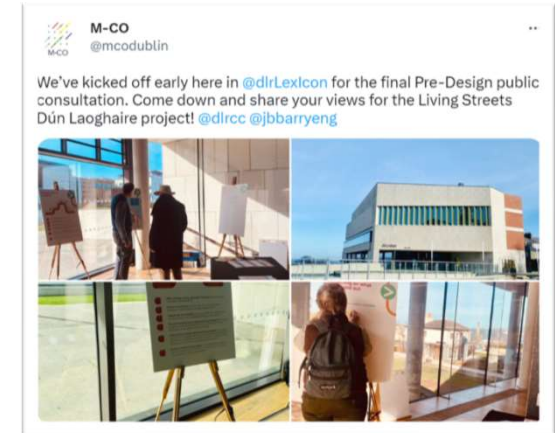 M-CO
@mcodublin
M-CO
We've kicked off early here in @dlrLexIcon for the final Pre-Design public
consultation. Come down and share your views for the Living Streets
Dún Laoghaire project! @dlrcc @jbbarryeng